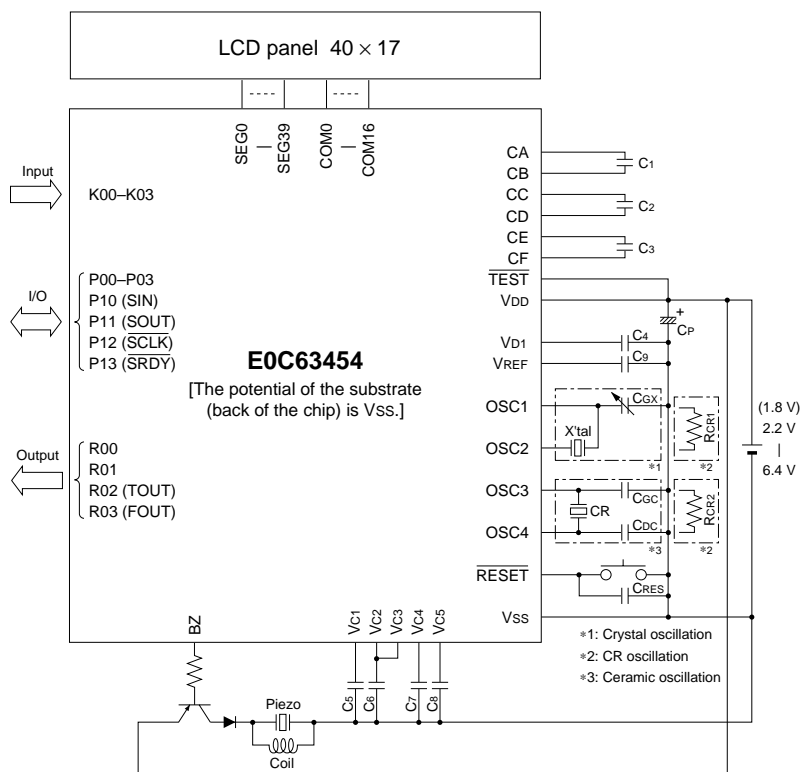 LCD panel 40 × 17
SEG0
SEG39
COM0
COM16
Input
K00–K03
I/O
P00–P03
P10 (SIN)
P11 (SOUT)
P12 (SCLK)
P13 (SRDY)
Output
R00
R01
R02 (TOUT)
R03 (FOUT)
E0C63454
[The potential of the substrate
(back of the chip) is VSS.]
CA
CB
CC
CD
CE
CF
TEST
VDD
VD1
VREF
OSC1
OSC2
OSC3
OSC4
RESET
VSS
C1
C2
C3
+
CP
C4
C9
CGX
X'tal
*1
RCR1
*2
CGC
CR
CDC
*3
RCR2
*2
CRES
(1.8 V)
2.2 V
|
6.4 V
*1: Crystal oscillation
*2: CR oscillation
*3: Ceramic oscillation
BZ
VC1
VC2
VC3
VC4
VC5
C5
C6
C7
C8
Piezo
Coil